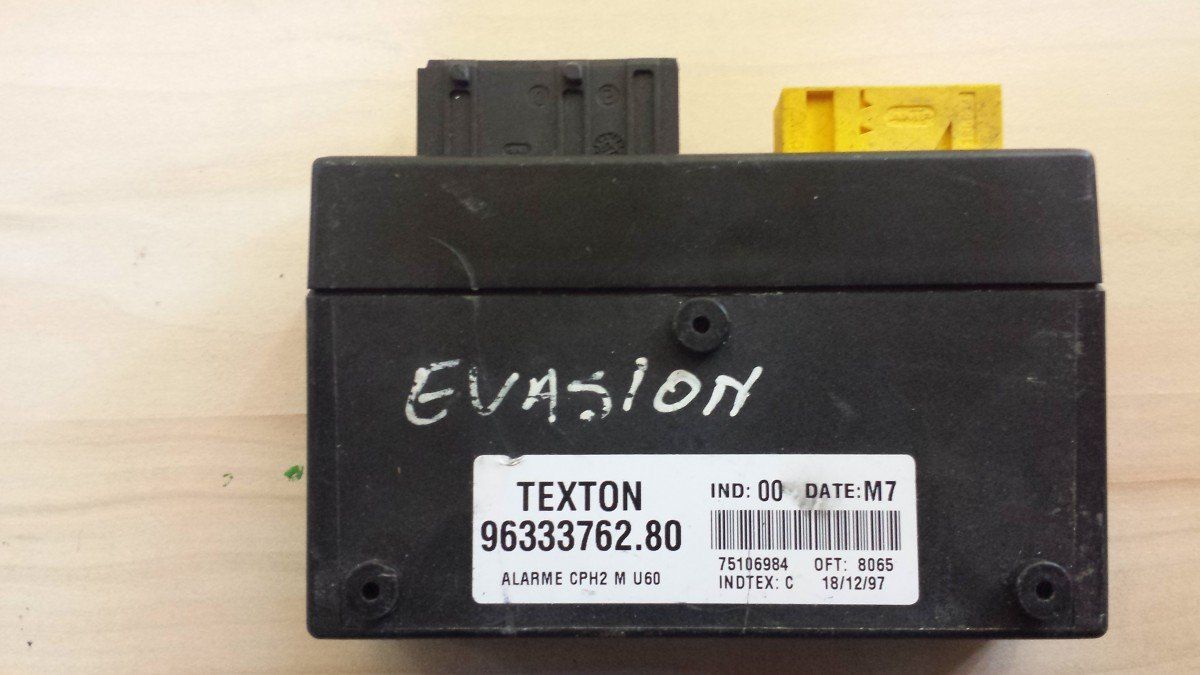 EVASION
TEXTON
96333762.80
ALARME CPH2 M U60
IND: 00 DATE: M7
75106984 OFT: 8065
INDTEX: C 18/12/97